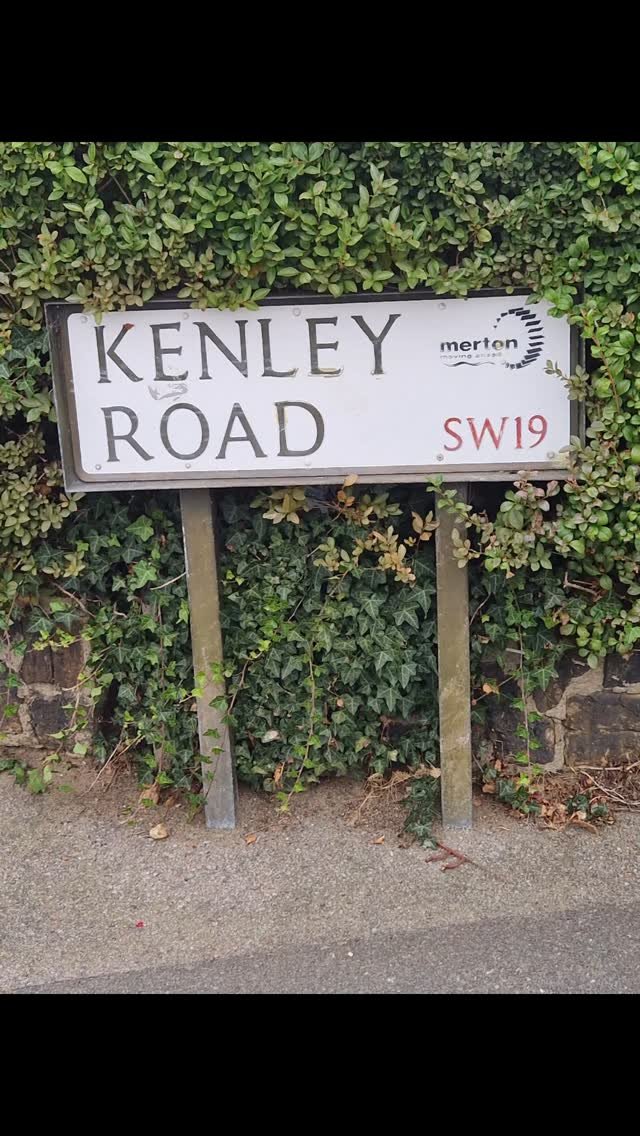 KENLEY
ROAD
merton
moving ahead
SW19